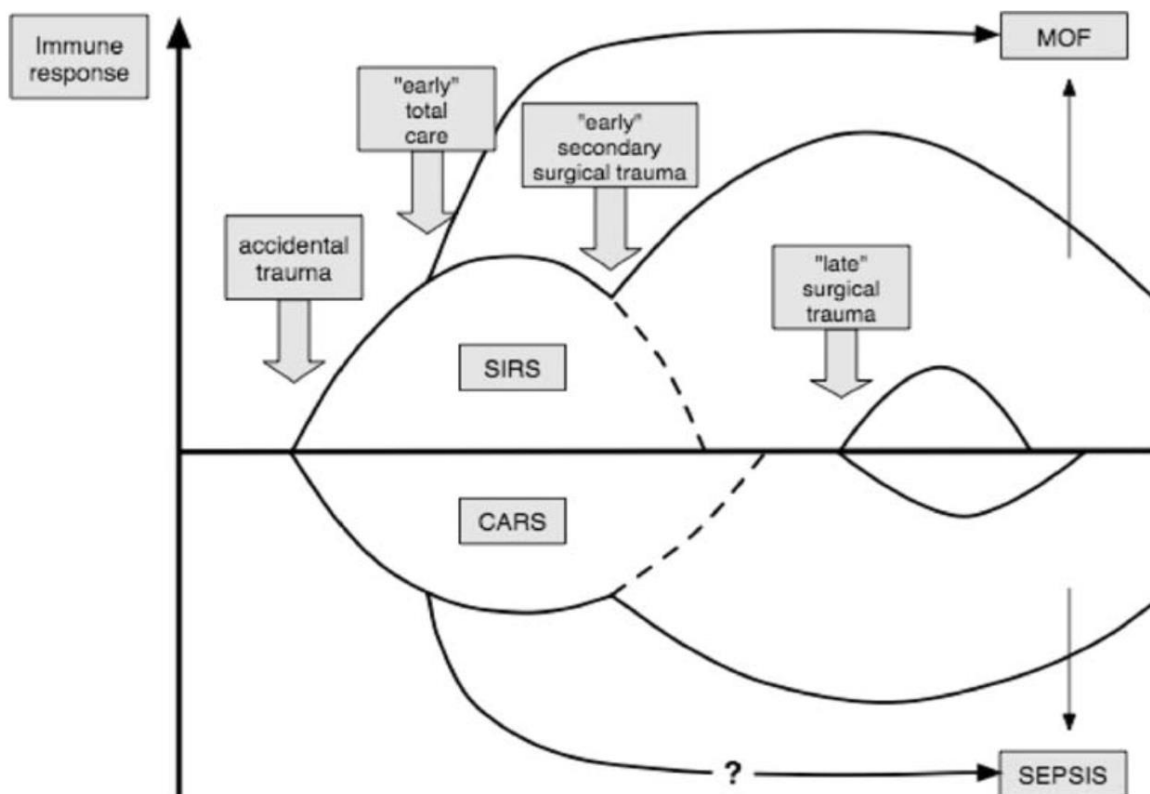 Immune
response
MOF
"early"
total
care
"early"
secondary
surgical trauma
accidental
trauma
"late"
surgical
trauma
SIRS
CARS
?
SEPSIS